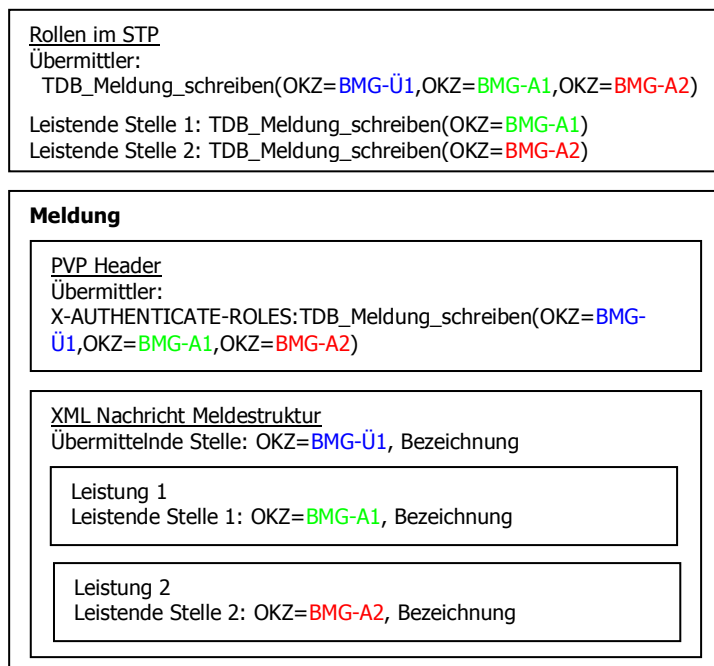 Rollen im STP
Übermittler:
TDB_Meldung_schreiben(OKZ=BMG-Ü1,OKZ=BMG-A1,OKZ=BMG-A2)
Leistende Stelle 1: TDB_Meldung_schreiben(OKZ=BMG-A1)
Leistende Stelle 2: TDB_Meldung_schreiben(OKZ=BMG-A2)
Meldung
PVP Header
Übermittler:
X-AUTHENTICATE-ROLES:TDB_Meldung_schreiben(OKZ=BMG-
Ü1,OKZ=BMG-A1,OKZ=BMG-A2)
XML Nachricht Meldestruktur
Übermittelnde Stelle: OKZ=BMG-Ü1, Bezeichnung
Leistung 1
Leistende Stelle 1: OKZ=BMG-A1, Bezeichnung
Leistung 2
Leistende Stelle 2: OKZ=BMG-A2, Bezeichnung